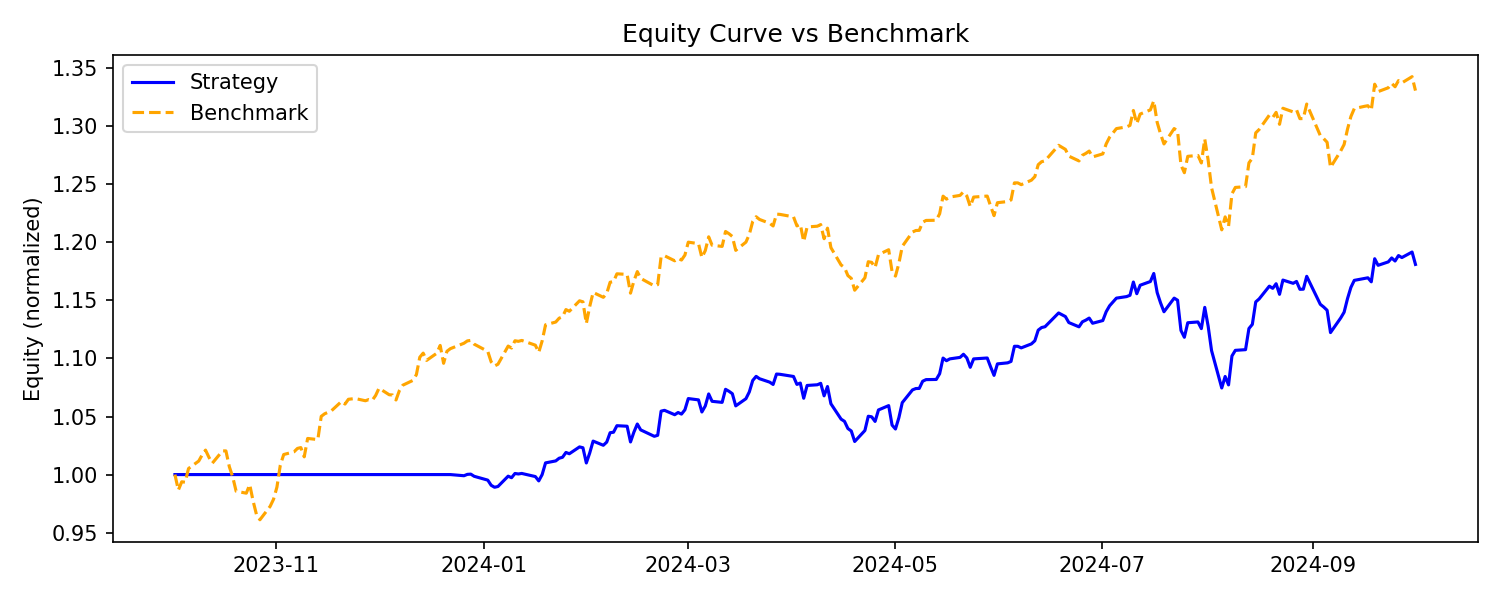 Equity Curve vs Benchmark
Strategy
Benchmark
Equity (normalized)
1.35
1.30
1.25
1.20
1.15
1.10
1.05
1.00
0.95
2023-11 2024-01 2024-03 2024-05 2024-07 2024-09